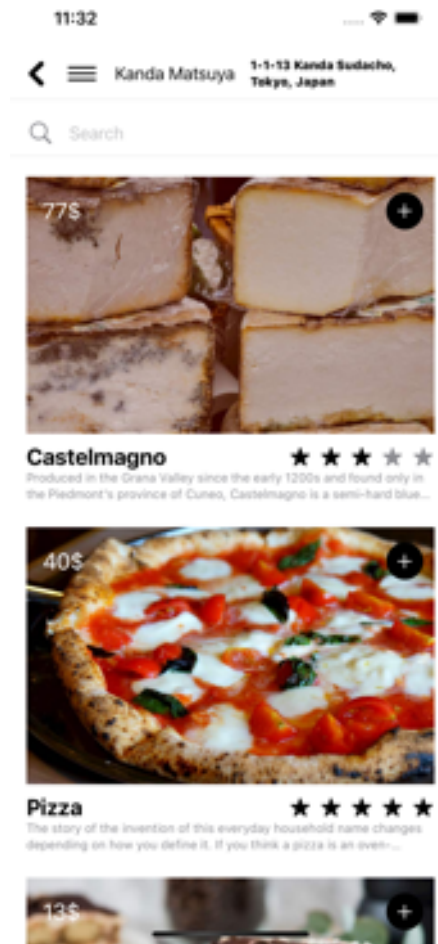 11:32
Kanda Matsuya
1-1-13 Kanda Sudacho,
Tokyo, Japan
Search
77$
Castelmagno
Produced in the Grana Valley since the early 1200s and found only in
the Piedmont's province of Cuneo, Castelmagno is a semi-hard blue...
40$
Pizza
The story of the invention of this everyday household name changes
depending on how you define it. If you think a pizza is an oven-...
13$